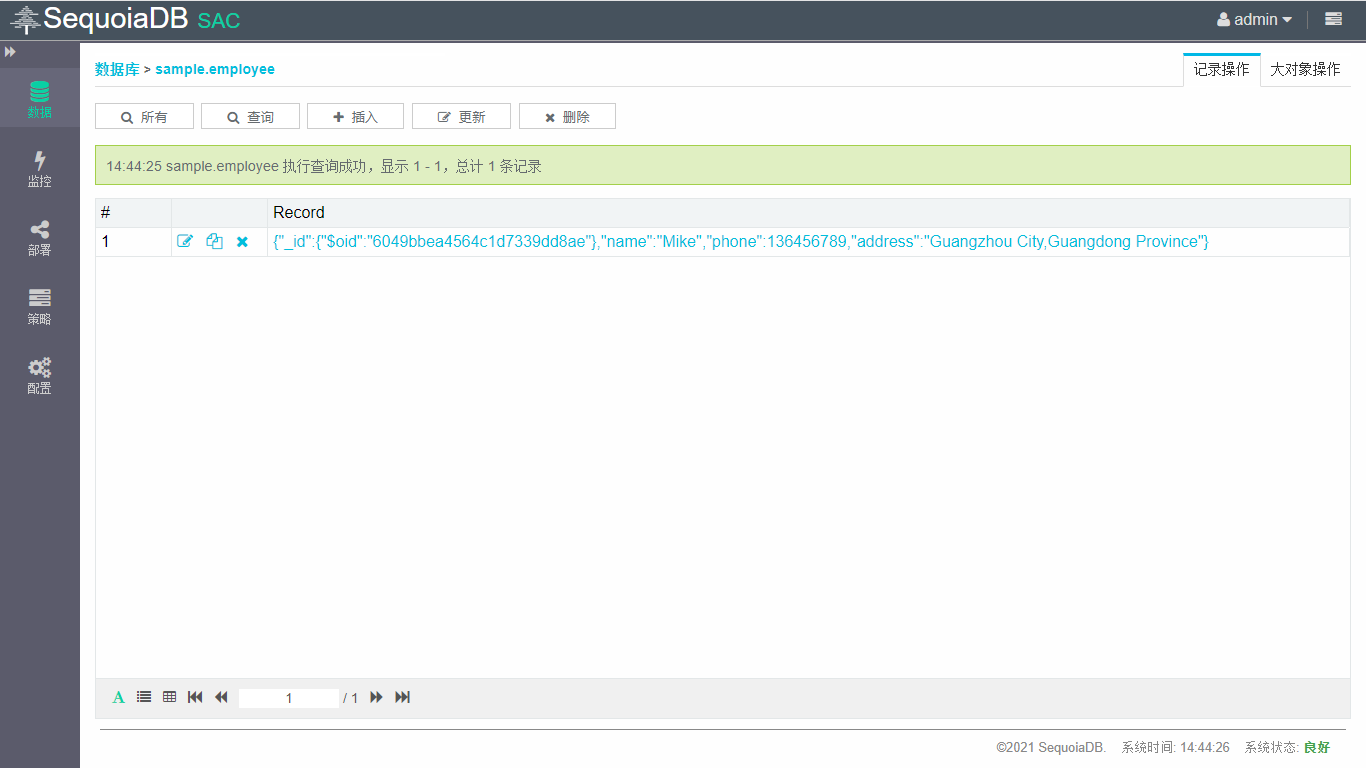 SequoiaDB SAC
admin
数据
监控
部署
策略
配置
数据库 > sample.employee
记录操作 大对象操作
所有 查询 插入 更新 删除
14:44:25 sample.employee 执行查询成功，显示 1 - 1，总计 1 条记录
# Record
1 {"_id":{"$oid":"6049bbea4564c1d7339dd8ae"},"name":"Mike","phone":136456789,"address":"Guangzhou City,Guangdong Province"}
A 1 / 1
©2021 SequoiaDB. 系统时间: 14:44:26 系统状态: 良好